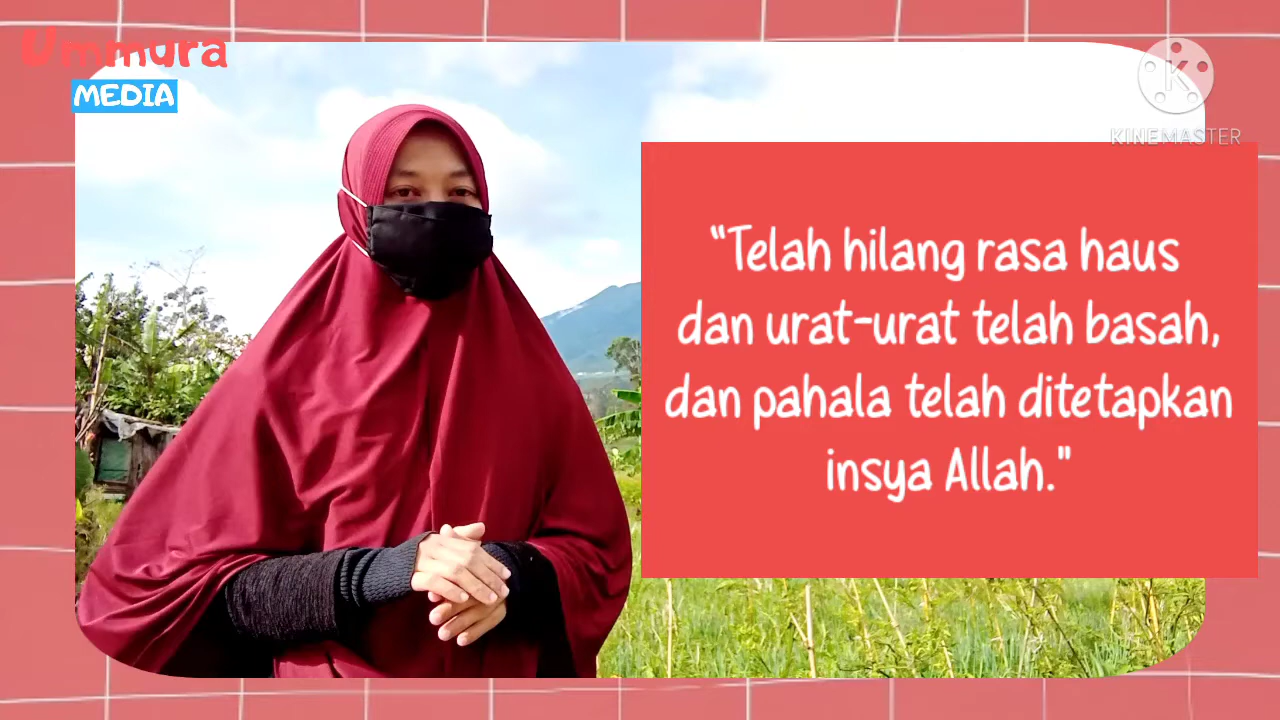 Ummura
MEDIA
KINEMASTER
"Telah hilang rasa haus
dan urat-urat telah basah,
dan pahala telah ditetapkan
insya Allah."